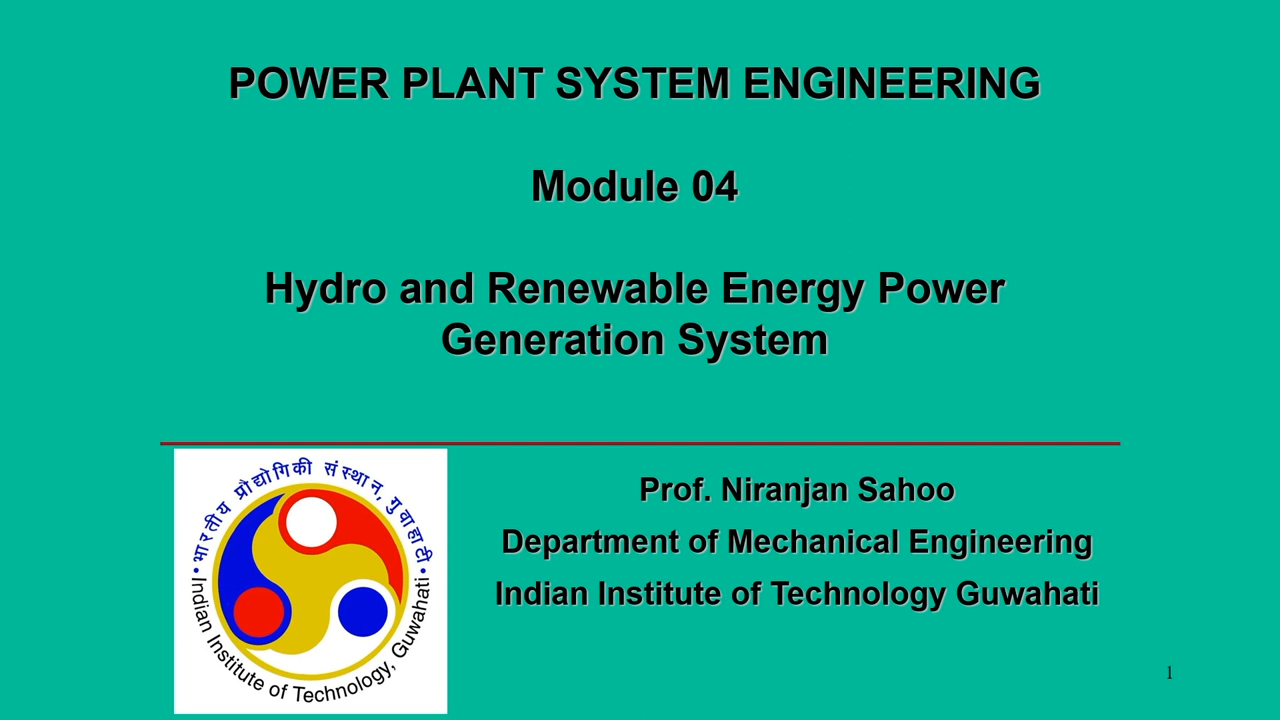 POWER PLANT SYSTEM ENGINEERING
Module 04
Hydro and Renewable Energy Power
Generation System
भारतीय प्रौद्योगिकी संस्थान, गुवाहाटी
Indian Institute of Technology, Guwahati
Prof. Niranjan Sahoo
Department of Mechanical Engineering
Indian Institute of Technology Guwahati
1